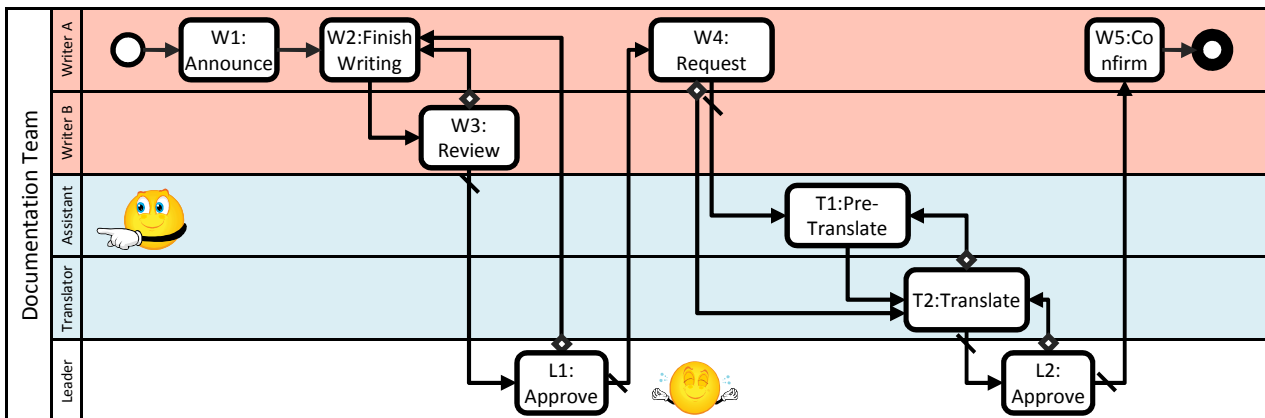 Documentation Team
Writer A
W1:
Announce
W2:Finish
Writing
W4:
Request
W5:Co
nfirm
Writer B
W3:
Review
Assistant
T1:Pre-
Translate
Translator
T2:Translate
Leader
L1:
Approve
L2:
Approve